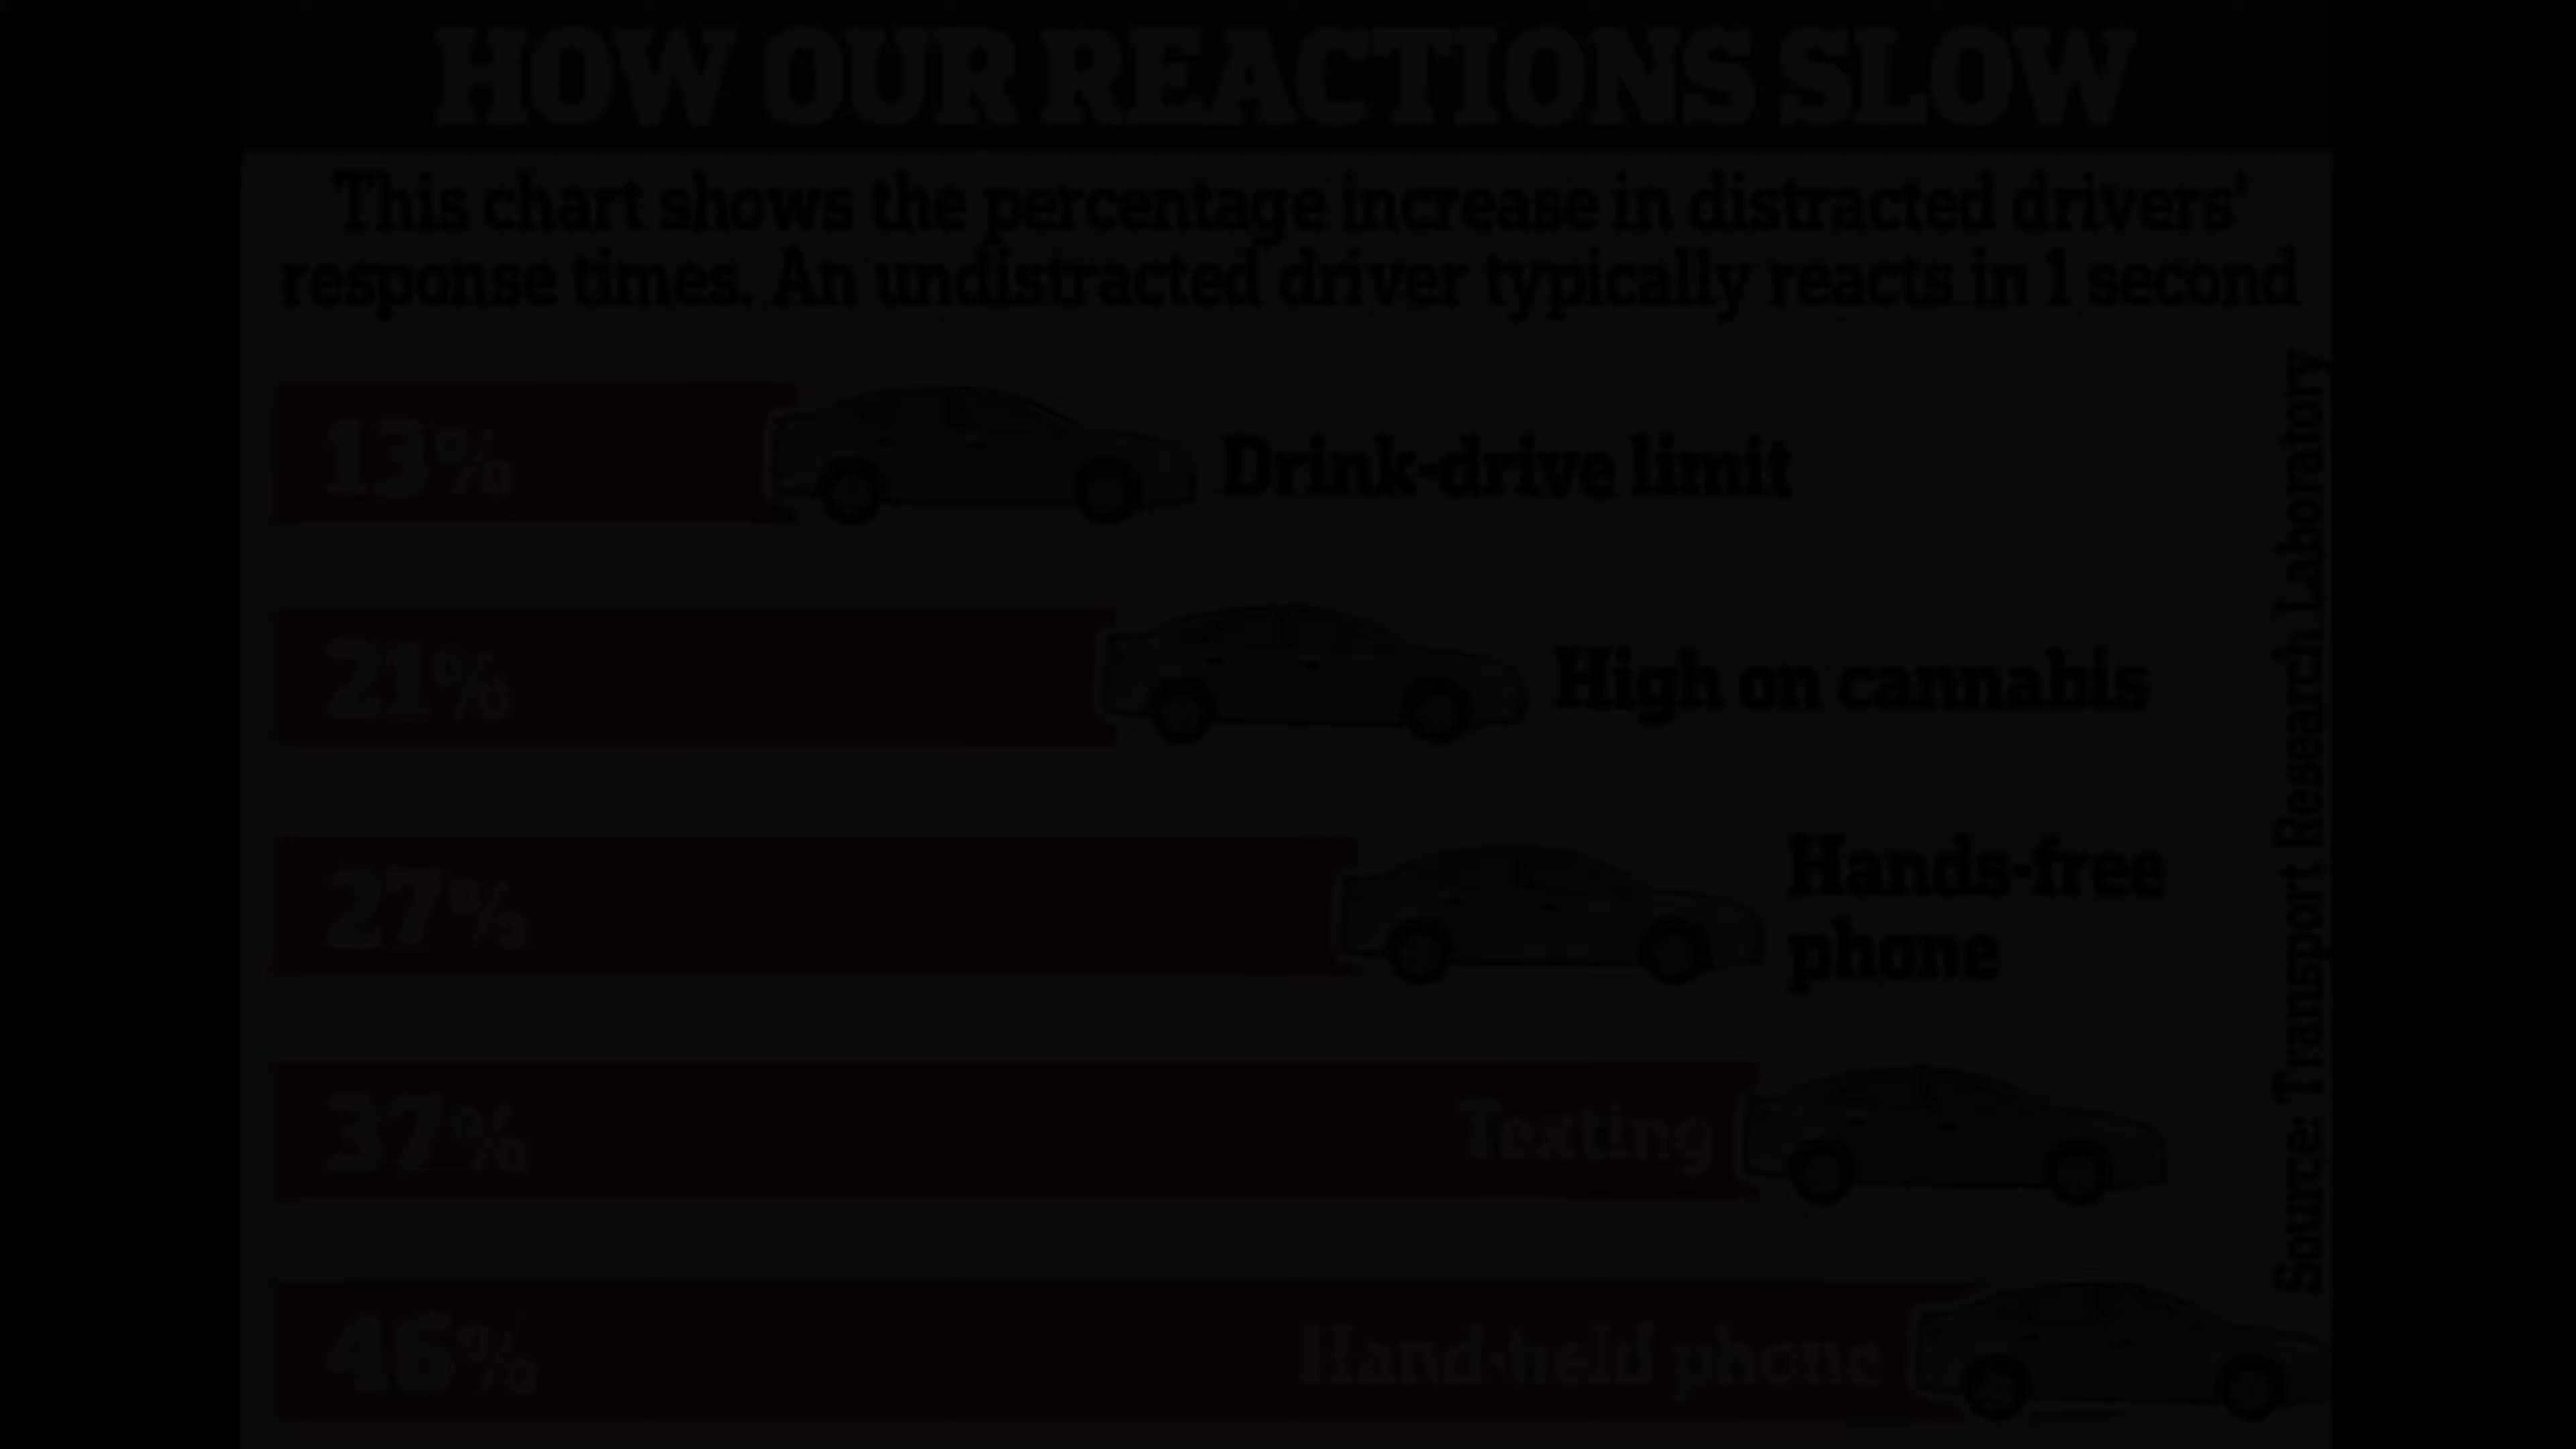 HOW OUR REACTIONS SLOW
This chart shows the percentage increase in distracted drivers'
response times. An undistracted driver typically reacts in 1 second
13%
Drink-drive limit
21%
High on cannabis
27%
Hands-free
phone
37%
Texting
46%
Hand-held phone
Source: Transport Research Laboratory